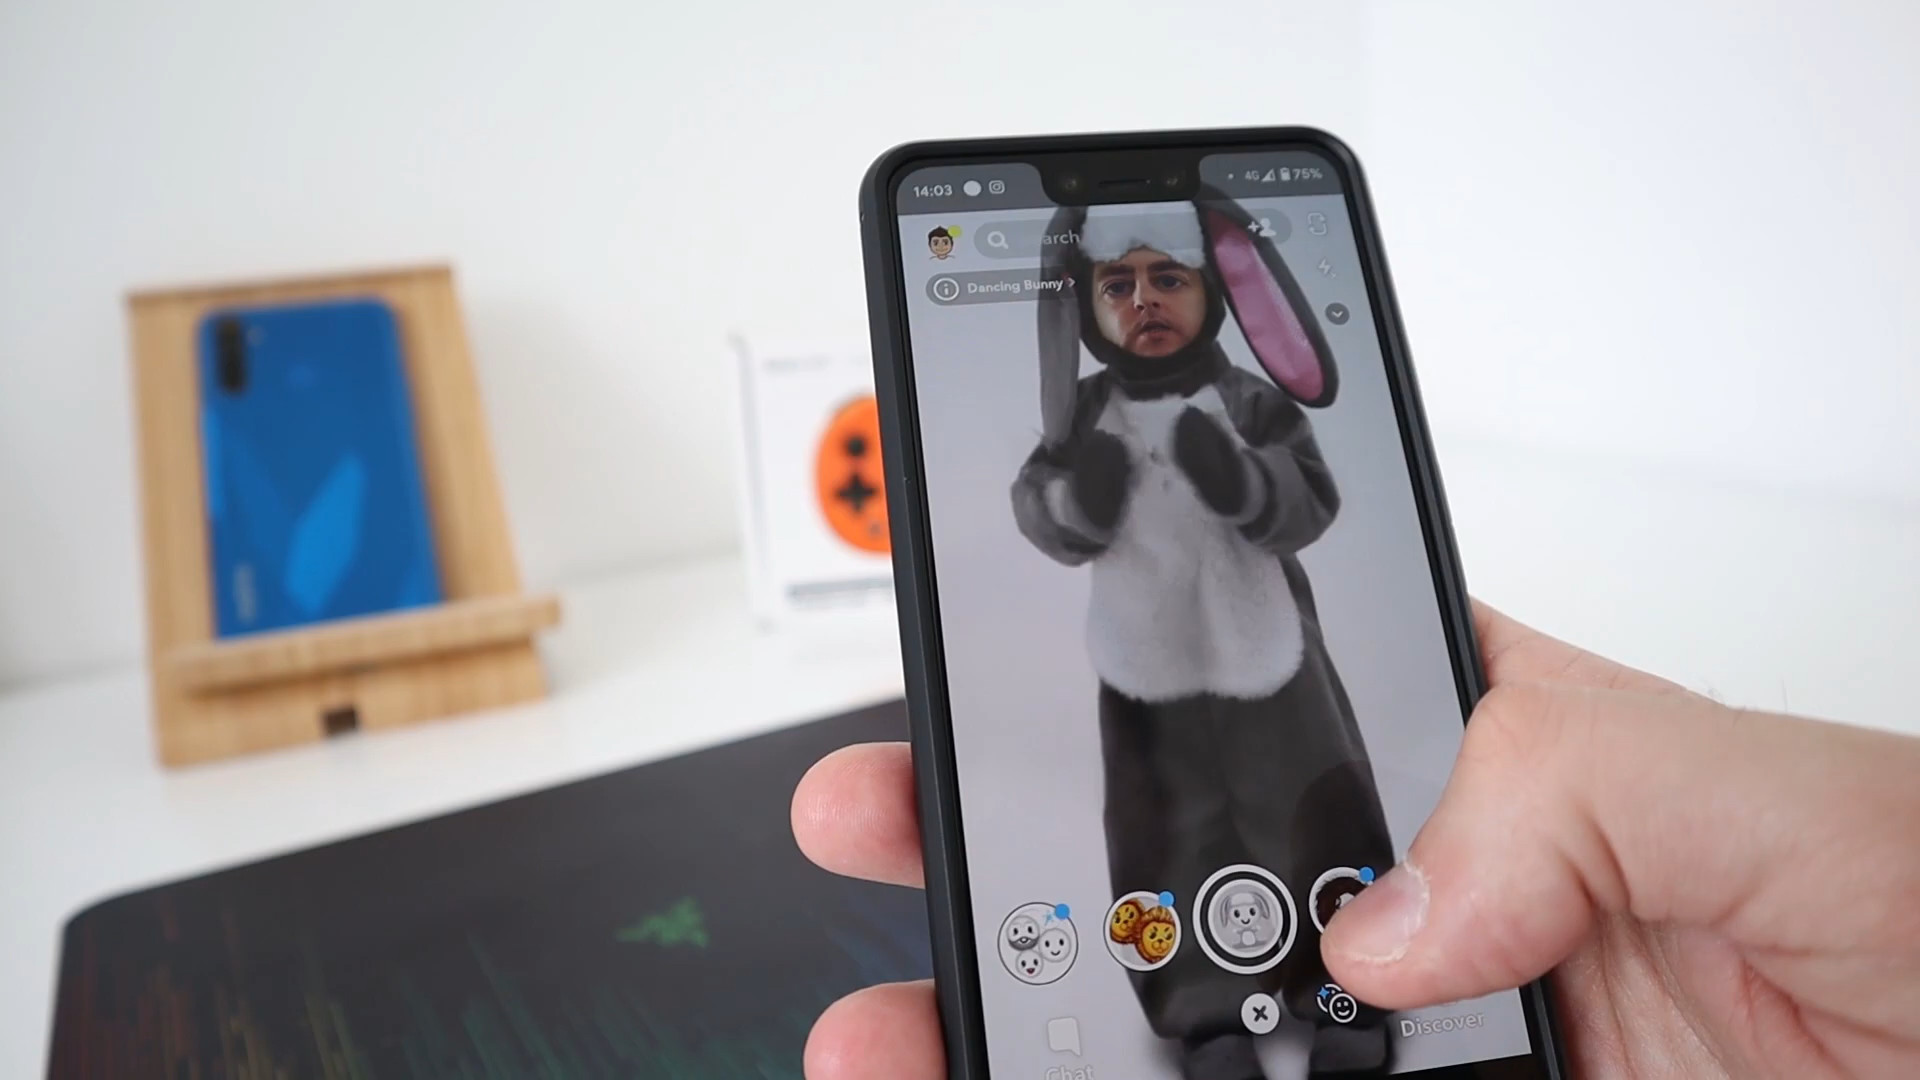 14:03
4G 75%
arch
Dancing Bunny >
Discover
Chat